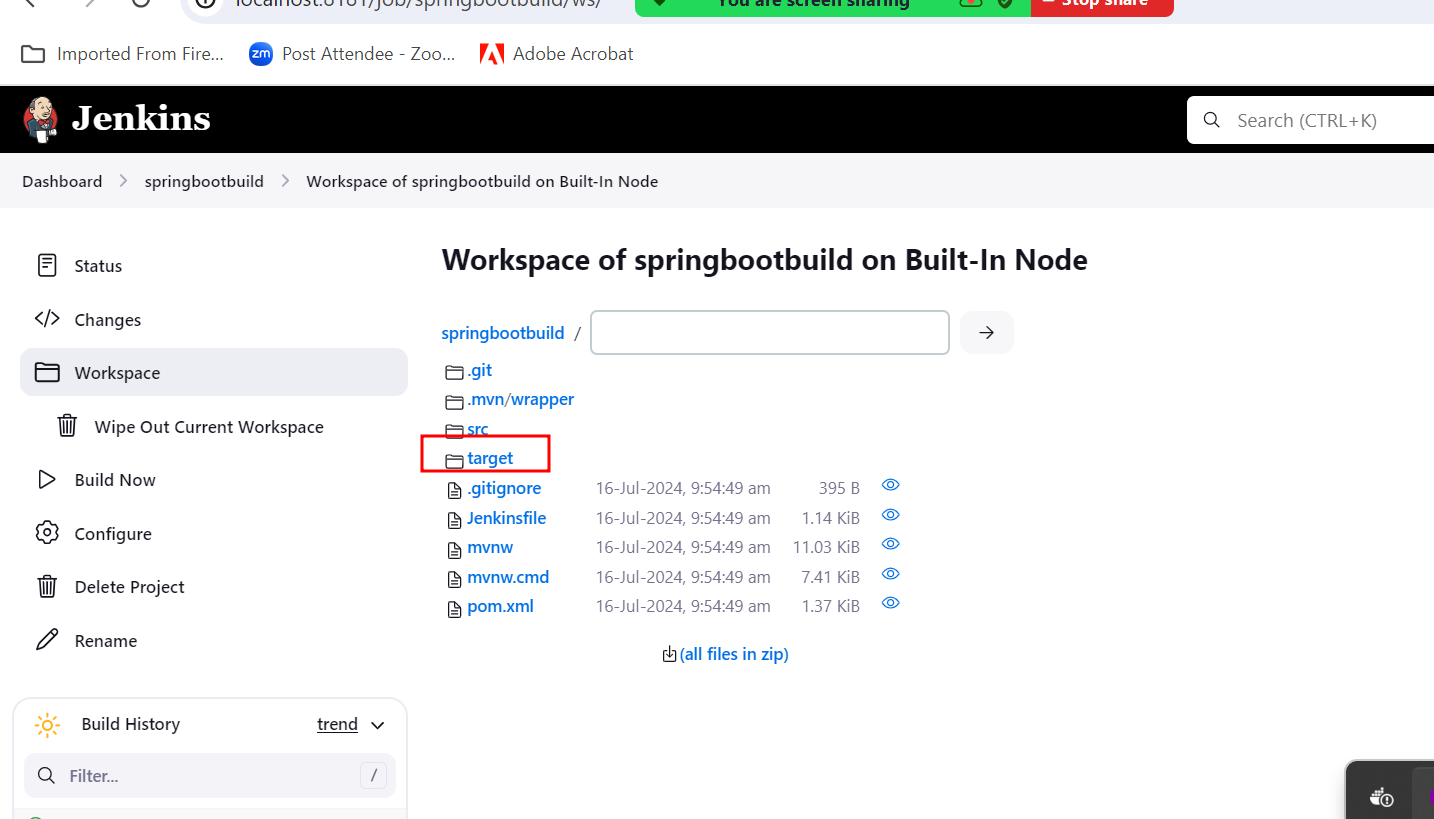 localhost:8181/job/springbootbuild/ws/
You are screen sharing
Stop share
Imported From Fire...
zm
Post Attendee - Zoo...
Adobe Acrobat
Jenkins
Search (CTRL+K)
Dashboard
springbootbuild
Workspace of springbootbuild on Built-In Node
Status
Changes
Workspace
Wipe Out Current Workspace
Build Now
Configure
Delete Project
Rename
Build History
trend
Filter...
/
Workspace of springbootbuild on Built-In Node
springbootbuild /
.git
.mvn/wrapper
src
target
.gitignore 16-Jul-2024, 9:54:49 am 395 B
Jenkinsfile 16-Jul-2024, 9:54:49 am 1.14 KiB
mvnw 16-Jul-2024, 9:54:49 am 11.03 KiB
mvnw.cmd 16-Jul-2024, 9:54:49 am 7.41 KiB
pom.xml 16-Jul-2024, 9:54:49 am 1.37 KiB
(all files in zip)